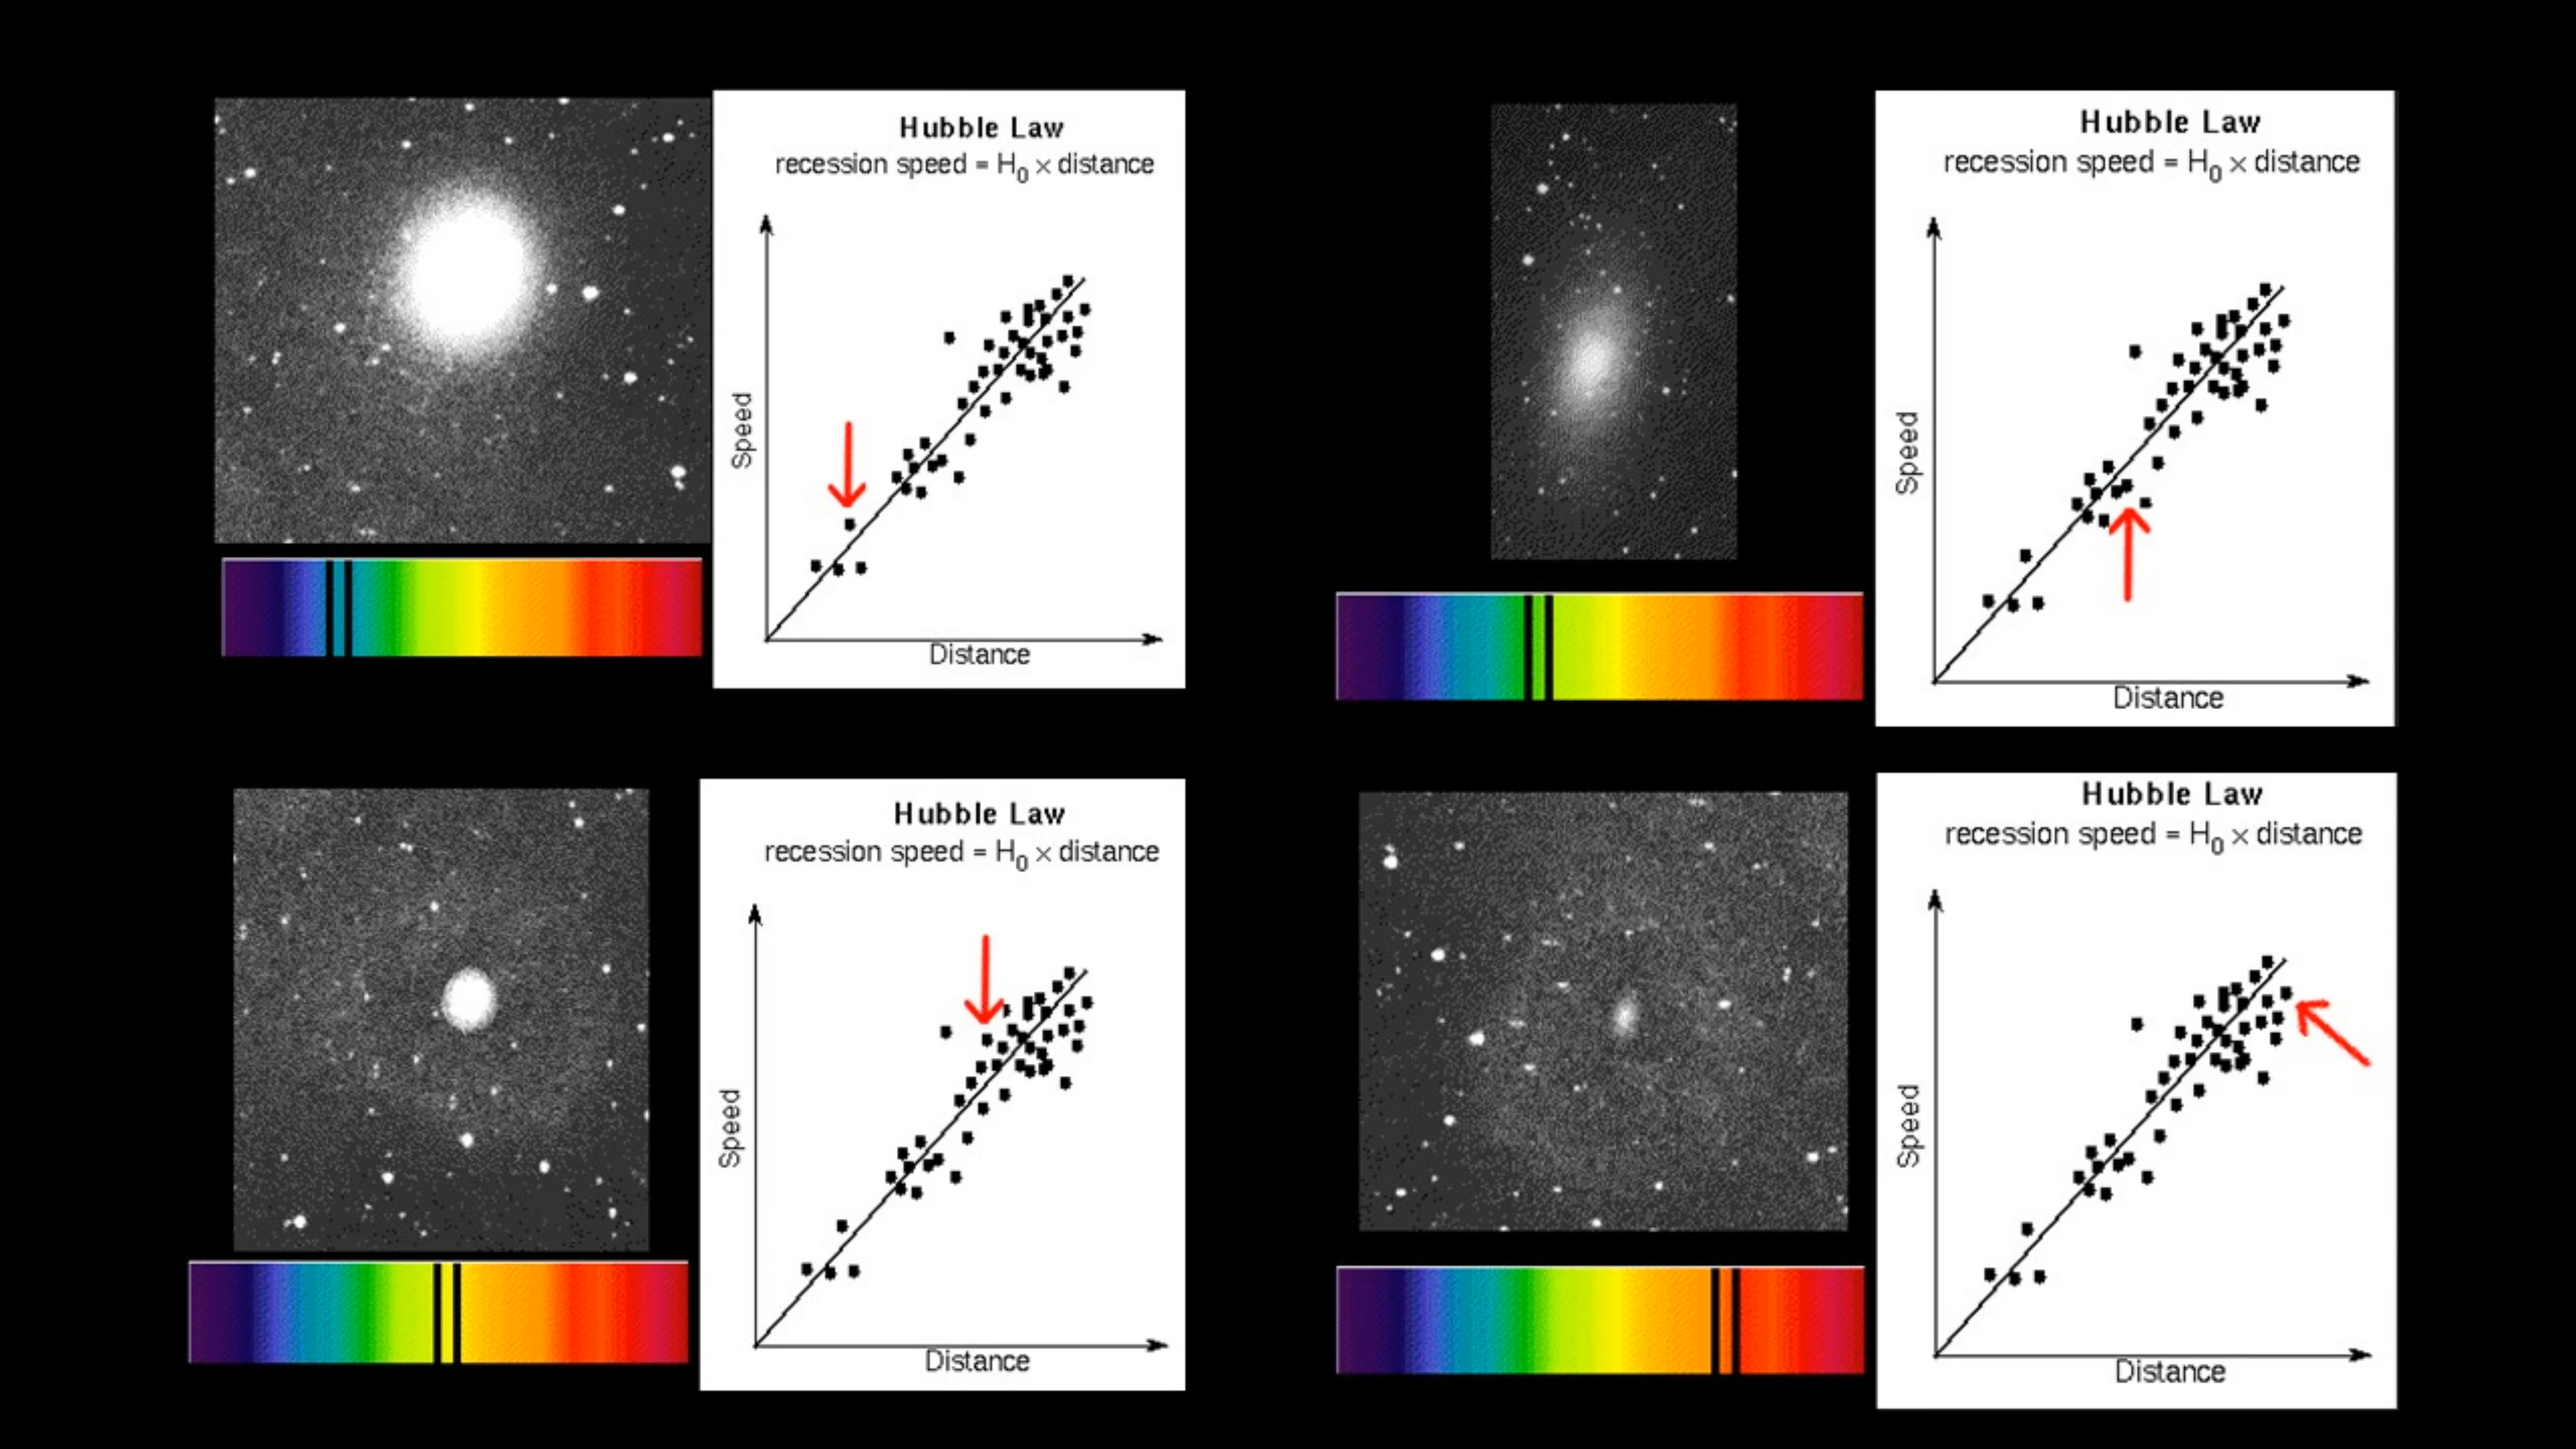 Hubble Law
recession speed = H₀ × distance
Speed
Distance
Hubble Law
recession speed = H₀ × distance
Speed
Distance
Hubble Law
recession speed = H₀ × distance
Speed
Distance
Hubble Law
recession speed = H₀ × distance
Speed
Distance